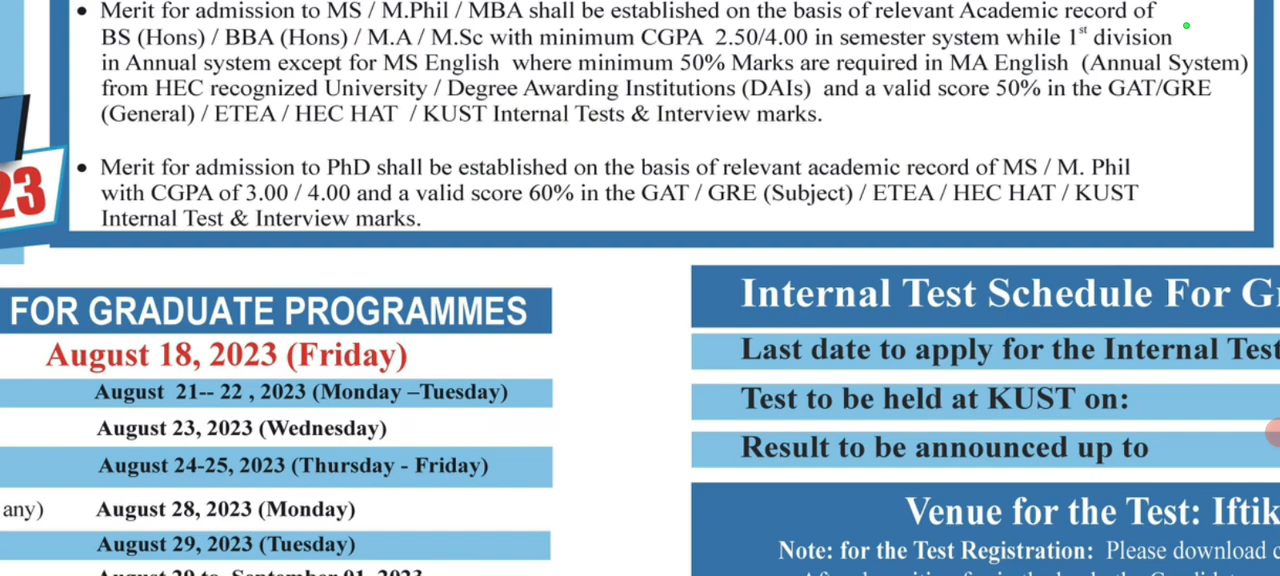 • Merit for admission to MS / M.Phil / MBA shall be established on the basis of relevant Academic record of
BS (Hons) / BBA (Hons) / M.A / M.Sc with minimum CGPA 2.50/4.00 in semester system while 1st division
in Annual system except for MS English where minimum 50% Marks are required in MA English (Annual System)
from HEC recognized University / Degree Awarding Institutions (DAIs) and a valid score 50% in the GAT/GRE
(General) / ETEA / HEC HAT / KUST Internal Tests & Interview marks.
• Merit for admission to PhD shall be established on the basis of relevant academic record of MS / M. Phil
with CGPA of 3.00 / 4.00 and a valid score 60% in the GAT / GRE (Subject) / ETEA / HEC HAT / KUST
Internal Test & Interview marks.
23
FOR GRADUATE PROGRAMMES
August 18, 2023 (Friday)
August 21-- 22 , 2023 (Monday –Tuesday)
August 23, 2023 (Wednesday)
August 24-25, 2023 (Thursday - Friday)
any) August 28, 2023 (Monday)
August 29, 2023 (Tuesday)
Internal Test Schedule For
Last date to apply for the Internal Test
Test to be held at KUST on:
Result to be announced up to
Venue for the Test: Iftik
Note: for the Test Registration: Please download